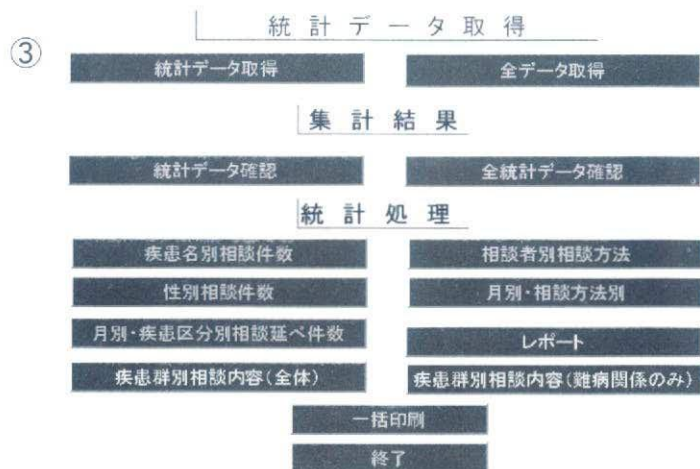 ③
統計データ取得
統計データ取得 全データ取得
集計結果
統計データ確認 全統計データ確認
統計処理
疾患名別相談件数 相談者別相談方法
性別相談件数 月別・相談方法別
月別・疾患区分別相談延べ件数 レポート
疾患群別相談内容(全体) 疾患群別相談内容(難病関係のみ)
一括印刷
終了